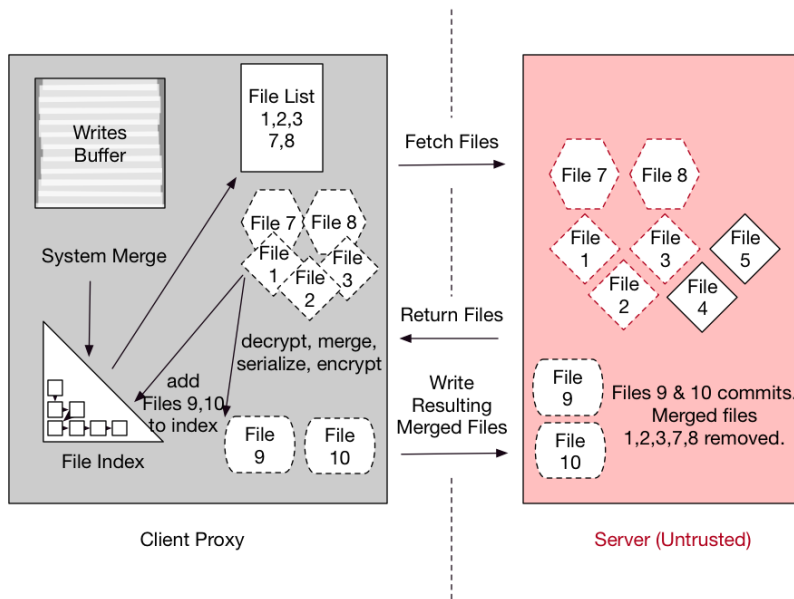 Writes
Buffer
File List
1,2,3
7,8
Fetch Files
File 7
File 8
File
1
File
2
File
3
System Merge
decrypt, merge,
serialize, encrypt
add
Files 9,10
to index
File Index
File
9
File
10
Client Proxy
Return Files
Write
Resulting
Merged Files
File 7
File 8
File
1
File
3
File
5
File
2
File
4
File
9
File
10
Files 9 & 10 commits.
Merged files
1,2,3,7,8 removed.
Server (Untrusted)